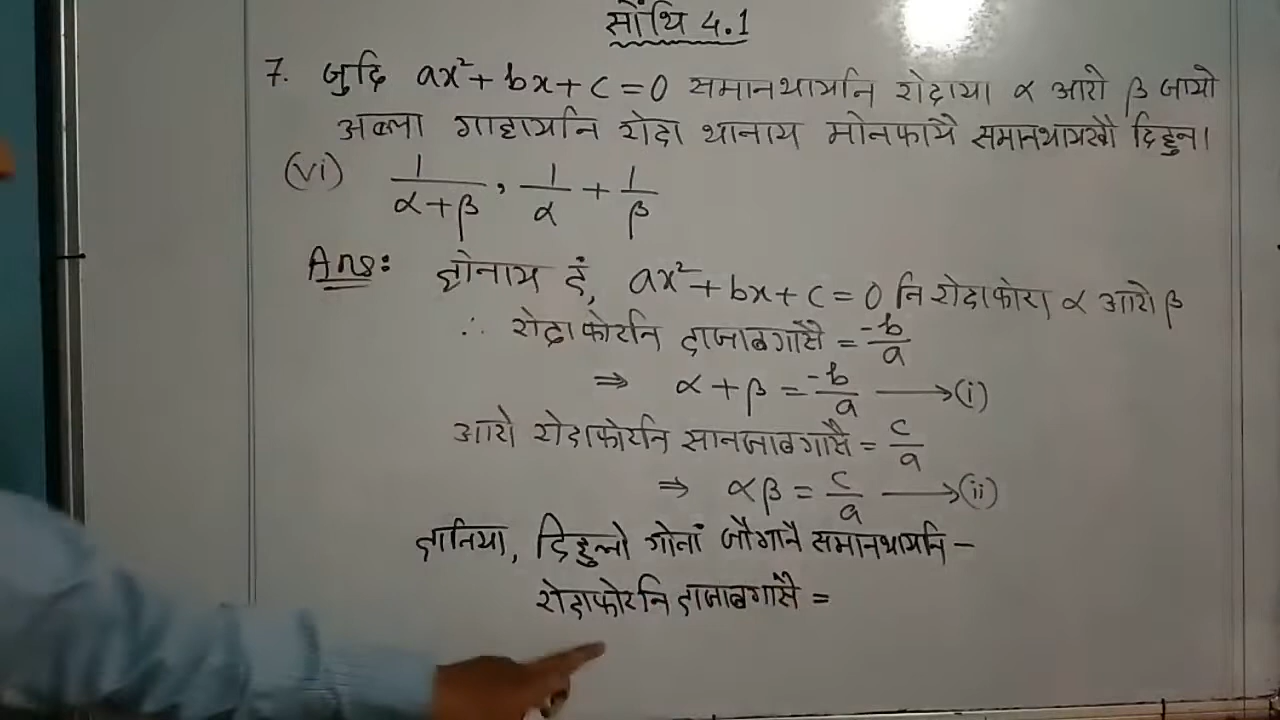 सोंथि 4.1
7. जुदि ax² + bx + c = 0 समानथायनि रोदाया α आरो β जायो
अब्ला गाहायनि रोदा थानाय मोनफायै समानथायखौ दिहुन।
(vi) 1/(α+β), 1/α + 1/β
Ans: होनाय दं, ax² + bx + c = 0 नि रोदाफोरा α आरो β
∴ रोदाफोरनि दाजाबगासै = -b/a
⇒ α + β = -b/a ⟶ (i)
आरो रोदाफोरनि सानजाबगासै = c/a
⇒ αβ = c/a ⟶ (ii)
दानिया, दिहुनो गोनां जौगानै समानथायनि –
रोदाफोरनि दाजाबगासै =